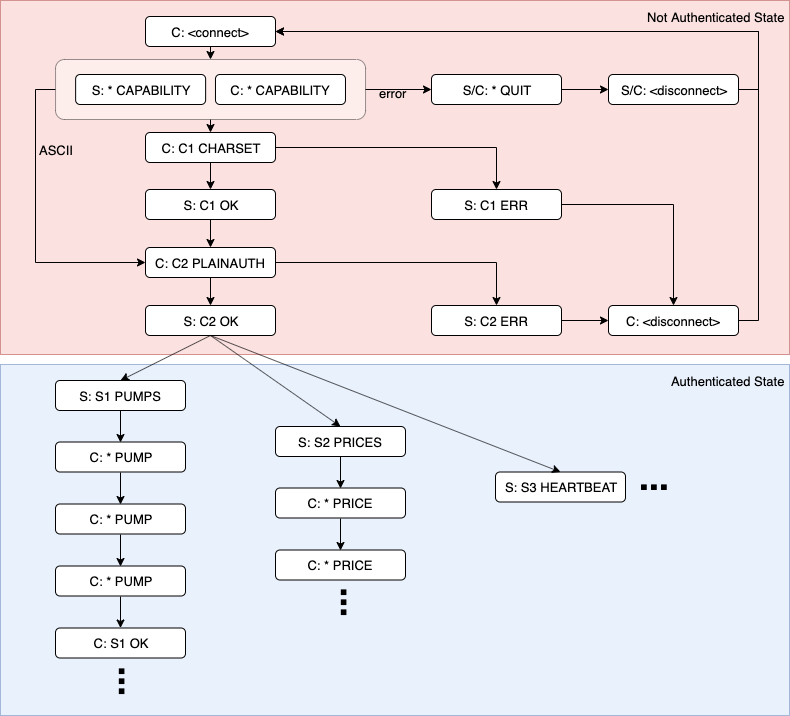 Not Authenticated State
C: <connect>
S: * CAPABILITY
C: * CAPABILITY
error
S/C: * QUIT
S/C: <disconnect>
ASCII
C: C1 CHARSET
S: C1 OK
S: C1 ERR
C: C2 PLAINAUTH
S: C2 OK
S: C2 ERR
C: <disconnect>
Authenticated State
S: S1 PUMPS
C: * PUMP
C: * PUMP
C: * PUMP
C: S1 OK
S: S2 PRICES
C: * PRICE
C: * PRICE
S: S3 HEARTBEAT